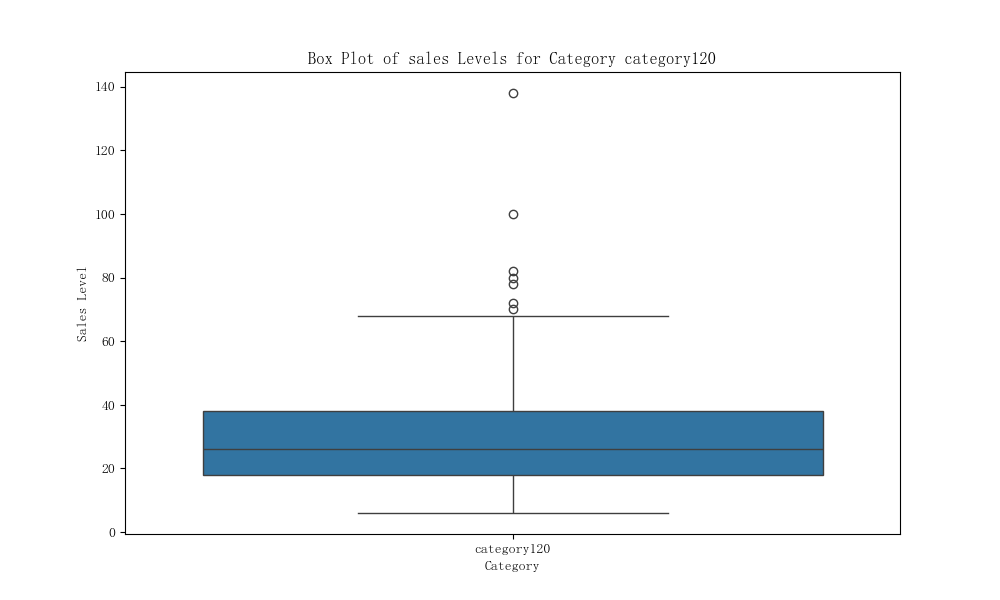 Box Plot of sales Levels for Category category120
140
120
100
80
60
40
20
0
Sales Level
category120
Category